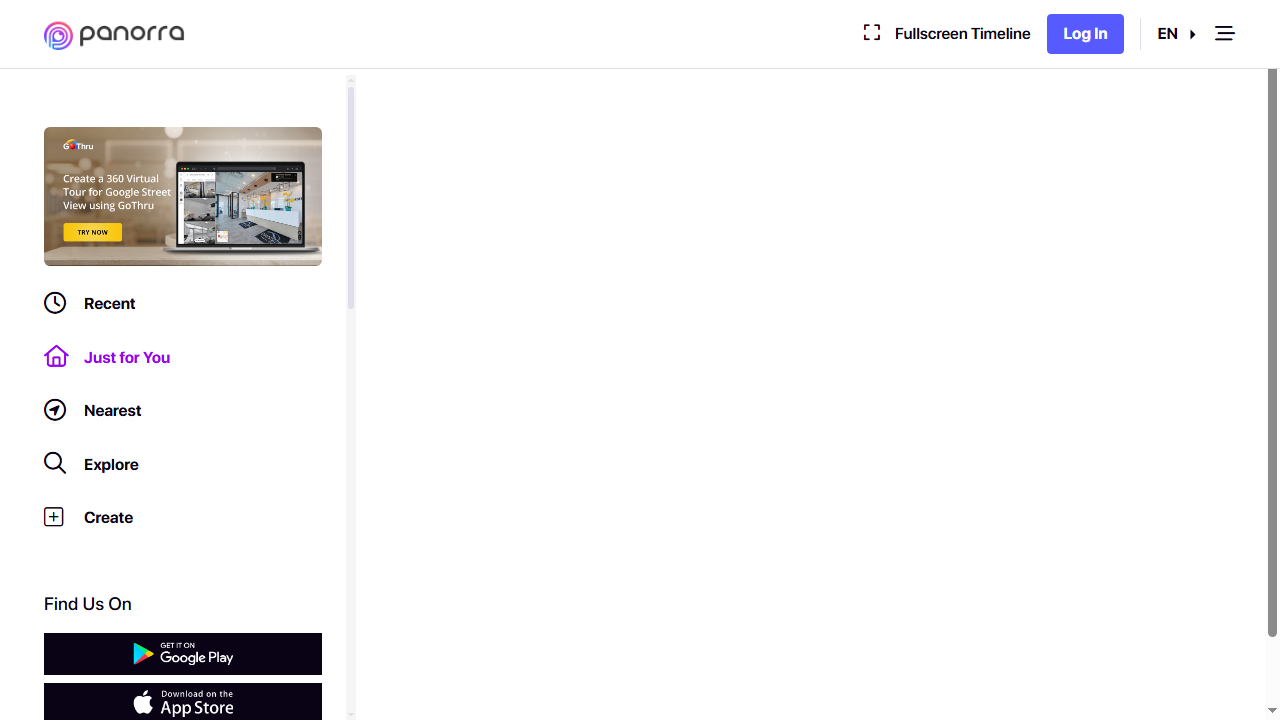 panorra
Fullscreen Timeline
Log In
EN
GoThru
Create a 360 Virtual
Tour for Google Street
View using GoThru
TRY NOW
Recent
Just for You
Nearest
Explore
Create
Find Us On
GET IT ON
Google Play
Download on the
App Store